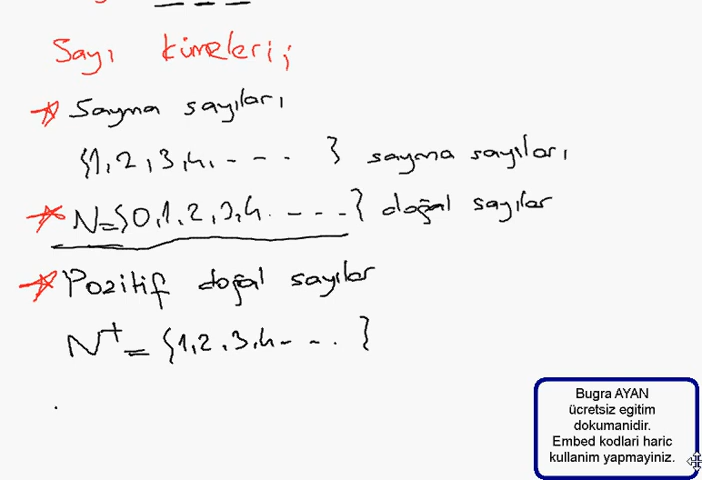 Sayı kümeleri;
Sayma sayıları
{1,2,3,4,---- } sayma sayıları
N={0,1,2,3,4.----} doğal sayılar
Pozitif doğal sayılar
N+={1,2,3,4---. }
Bugra AYAN
ücretsiz egitim
dokumanidir.
Embed kodlari haric
kullanim yapmayiniz.